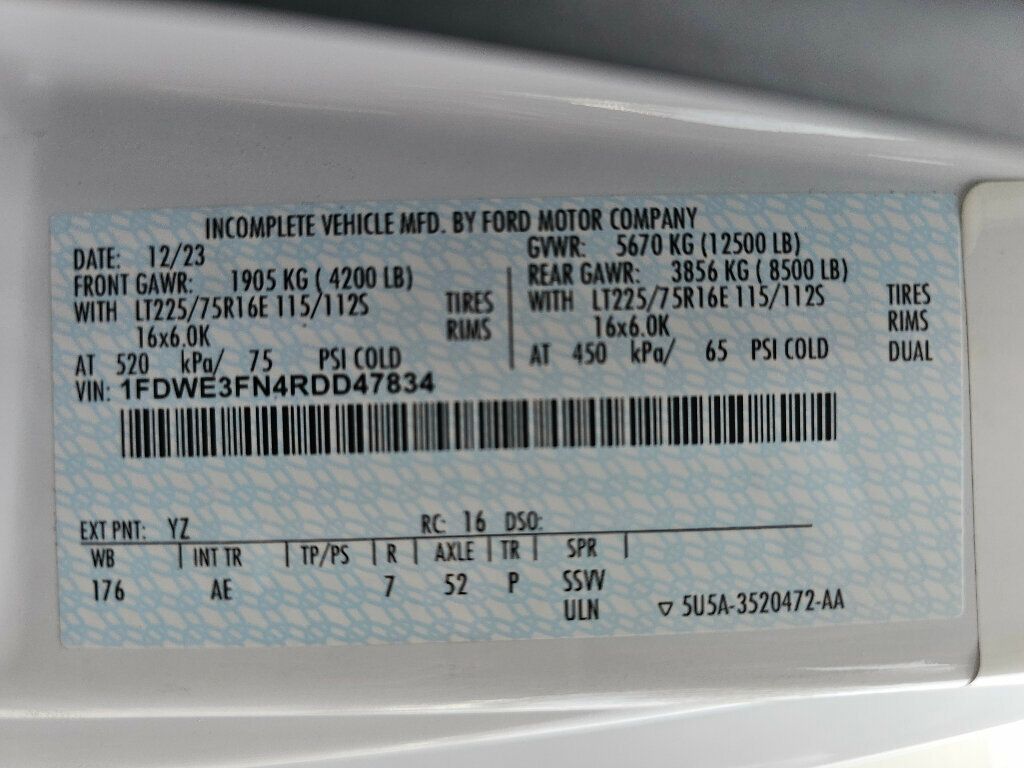 INCOMPLETE VEHICLE MFD. BY FORD MOTOR COMPANY
DATE: 12/23 GVWR: 5670 KG (12500 LB)
FRONT GAWR: 1905 KG ( 4200 LB) REAR GAWR: 3856 KG ( 8500 LB)
WITH LT225/75R16E 115/112S TIRES WITH LT225/75R16E 115/112S TIRES
16x6.0K RIMS 16x6.0K RIMS
AT 520 kPa/ 75 PSI COLD AT 450 kPa/ 65 PSI COLD DUAL
VIN: 1FDWE3FN4RDD47834
EXT PNT: YZ RC: 16 DSO:
WB INT TR TP/PS R AXLE TR SPR
176 AE 7 52 P SSVV
ULN ▽ 5U5A-3520472-AA